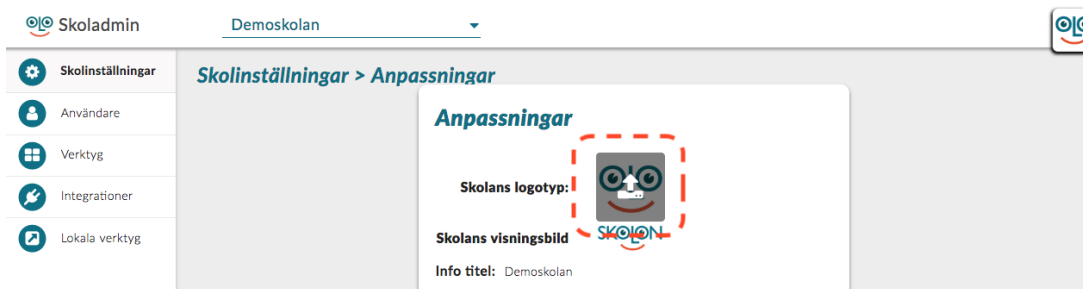 Skoladmin
Demoskolan
Skolinställningar
Användare
Verktyg
Integrationer
Lokala verktyg
Skolinställningar > Anpassningar
Anpassningar
Skolans logotyp:
Skolans visningsbild
SKOLON
Info titel: Demoskolan